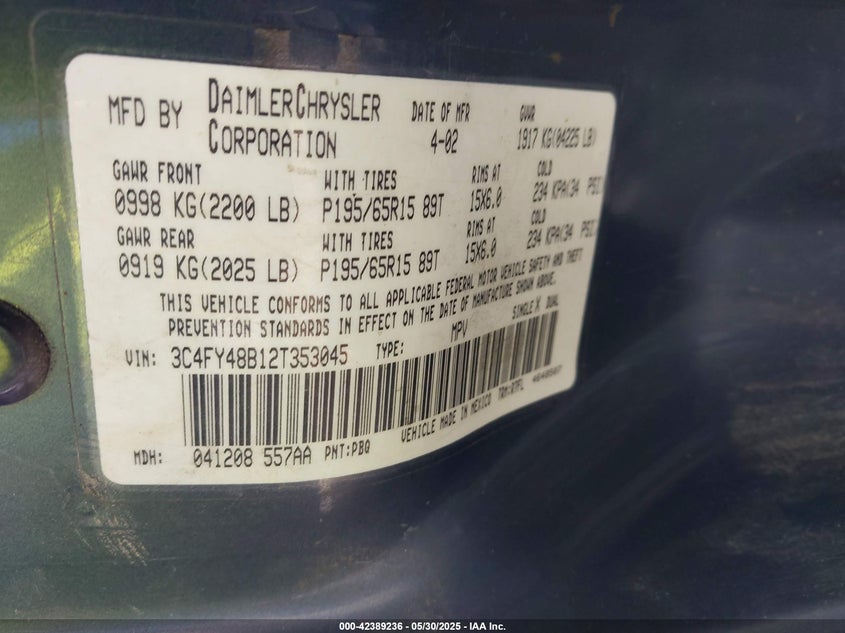 MFD BY DAIMLERCHRYSLER CORPORATION DATE OF MFR 4-02 GVWR 1917 KG(04225 LB)
GAWR FRONT WITH TIRES RIMS AT COLD
0998 KG(2200 LB) P195/65R15 89T 15X6.0 234 KPA(34 PSI)
GAWR REAR WITH TIRES RIMS AT COLD
0919 KG(2025 LB) P195/65R15 89T 15X6.0 234 KPA(34 PSI)
THIS VEHICLE CONFORMS TO ALL APPLICABLE FEDERAL MOTOR VEHICLE SAFETY AND THEFT
PREVENTION STANDARDS IN EFFECT ON THE DATE OF MANUFACTURE SHOWN ABOVE.
VIN: 3C4FY48B12T353045 TYPE: MPV SINGLE X DUAL
VEHICLE MADE IN MEXICO TRM:D7FL
MDH: 041208 557AA PNT:PBQ
000-42389236 - 05/30/2025 - IAA Inc.